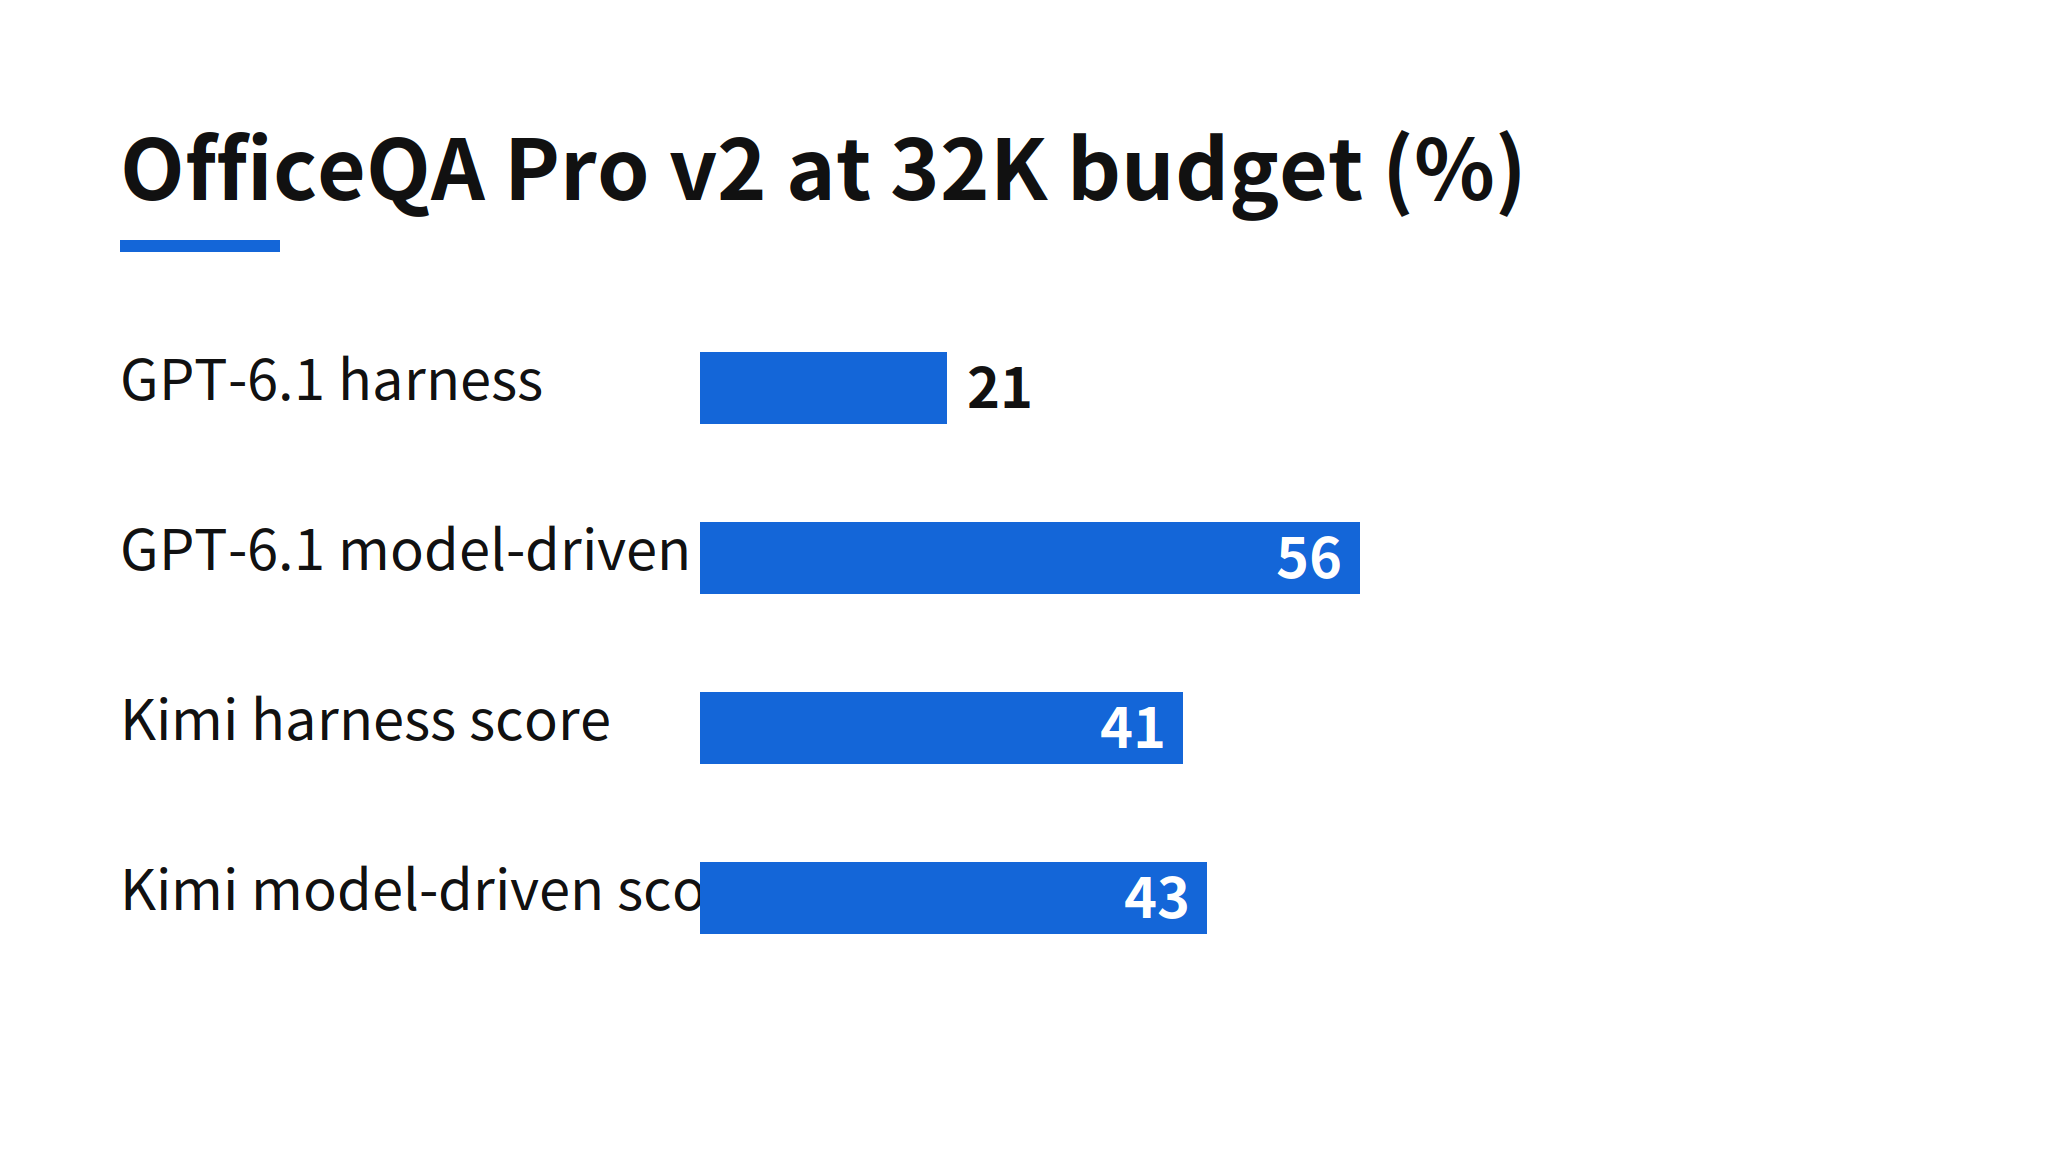 OfficeQA Pro v2 at 32K budget (%)
GPT-6.1 harness 21
GPT-6.1 model-driven 56
Kimi harness score 41
Kimi model-driven 43